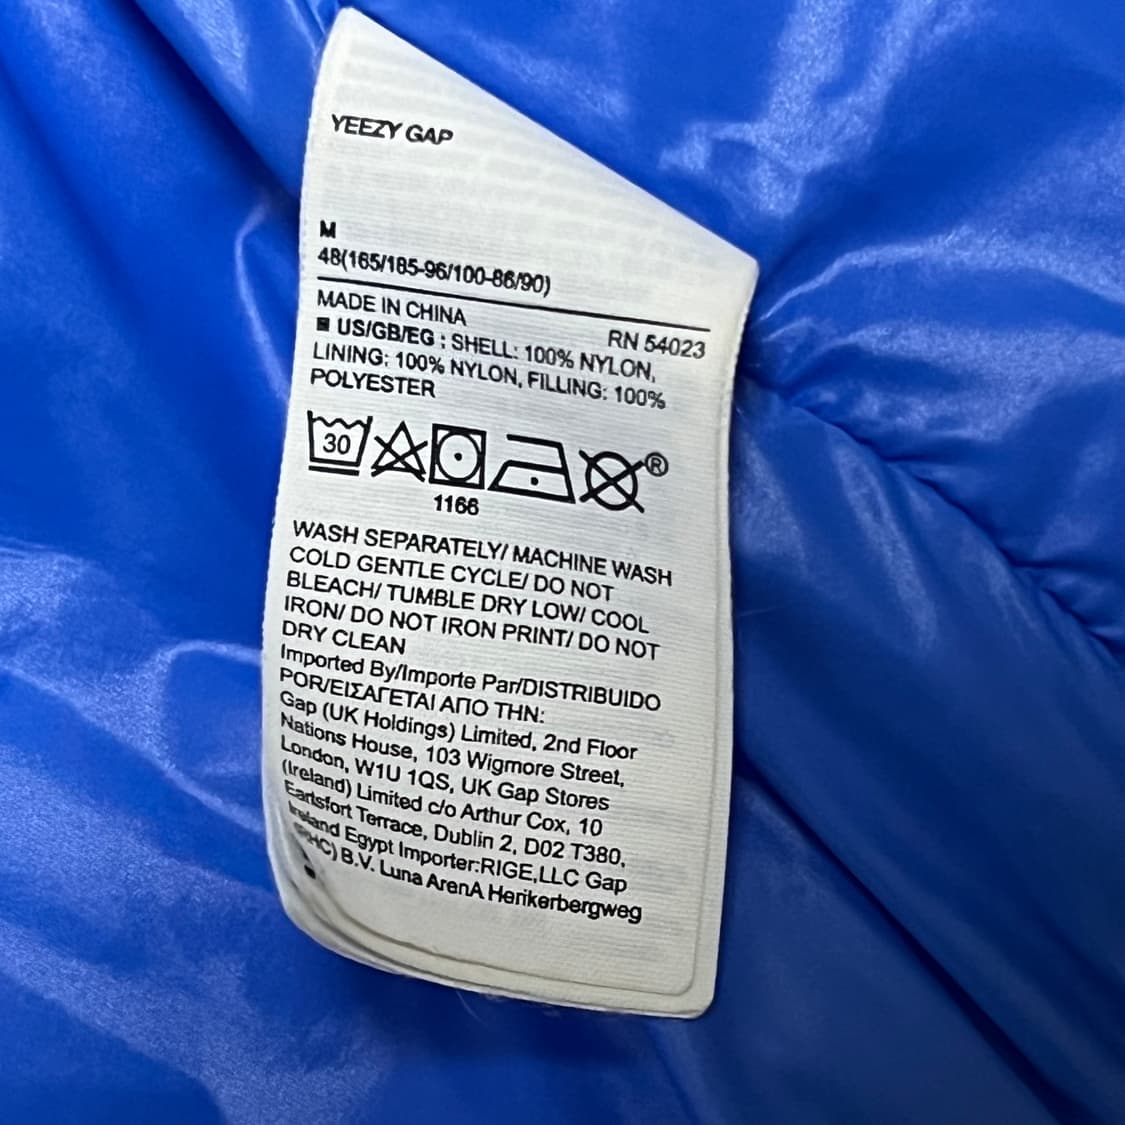 YEEZY GAP
M
48(165/185-96/100-86/90)
MADE IN CHINA RN 54023
US/GB/EG : SHELL: 100% NYLON,
LINING: 100% NYLON, FILLING: 100%
POLYESTER
30 ®
1166
WASH SEPARATELY/ MACHINE WASH
COLD GENTLE CYCLE/ DO NOT
BLEACH/ TUMBLE DRY LOW/ COOL
IRON/ DO NOT IRON PRINT/ DO NOT
DRY CLEAN
Imported By/Importe Par/DISTRIBUIDO
POR/ΕΙΣΑΓΕΤΑΙ ΑΠΟ ΤΗΝ:
Gap (UK Holdings) Limited, 2nd Floor
Nations House, 103 Wigmore Street,
London, W1U 1QS, UK Gap Stores
(Ireland) Limited c/o Arthur Cox, 10
Earlsfort Terrace, Dublin 2, D02 T380,
Ireland Egypt Importer:RIGE,LLC Gap
B.V. Luna ArenA Herikerbergweg